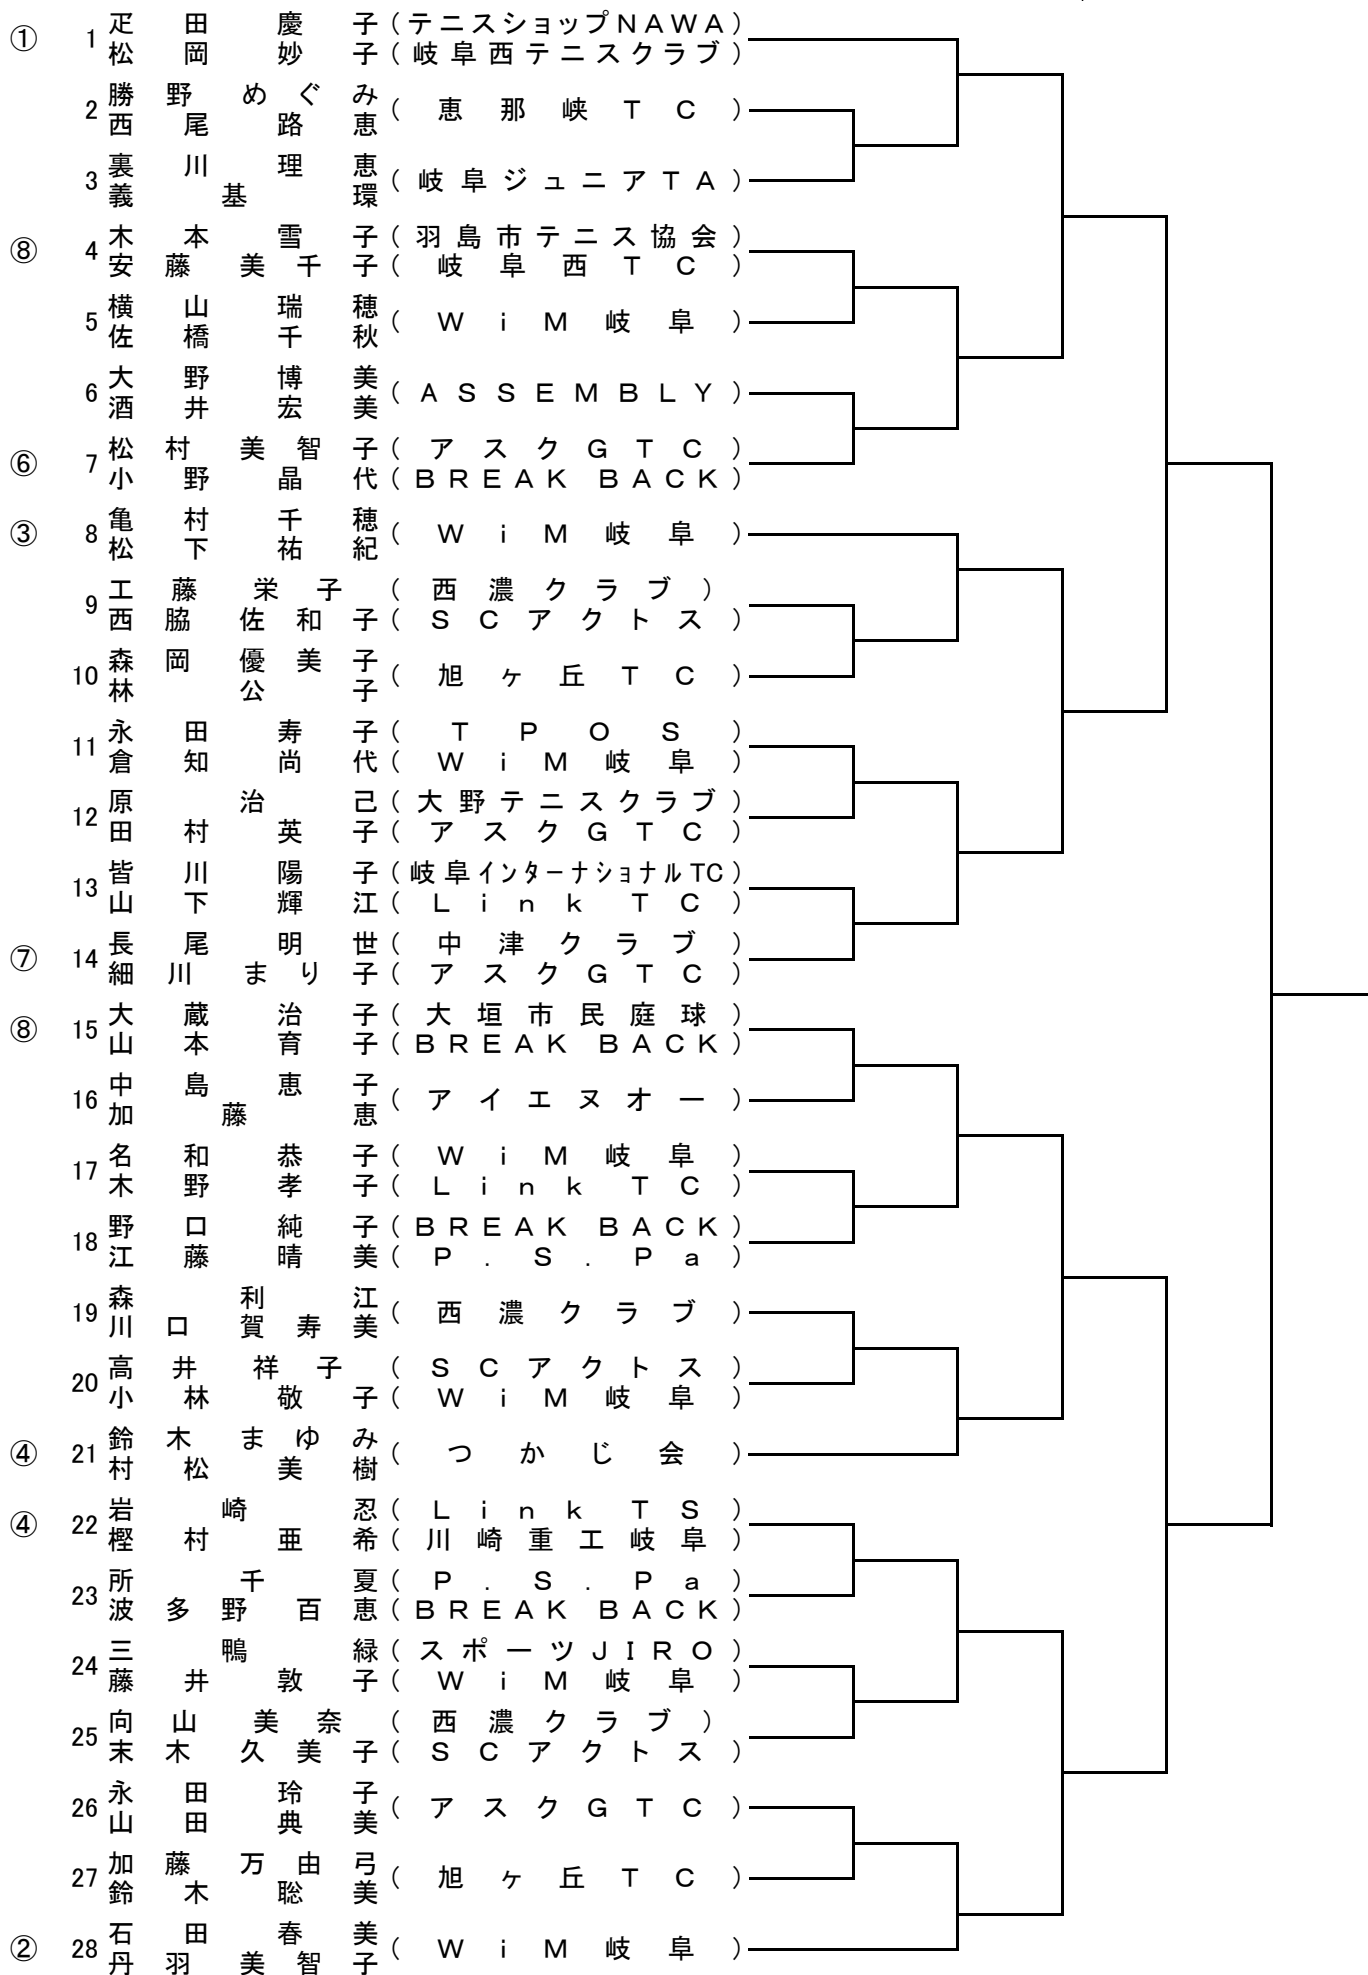 ① 1 疋田慶子(テニスショップNAWA)
松岡妙子(岐阜西テニスクラブ)
2 勝野めぐみ(恵那峡TC)
西尾路恵
3 裏川理恵(岐阜ジュニアTA)
義基環
⑧ 4 木本雪子(羽島市テニス協会)
安藤美千子(岐阜西TC)
5 横山瑞穂(WiM岐阜)
佐橋千秋
6 大野博美(ASSEMBLY)
酒井宏美
⑥ 7 松村美智子(アスクGTC)
小野晶代(BREAK BACK)
③ 8 亀村千穂(WiM岐阜)
松下祐紀
9 工藤栄子(西濃クラブ)
西脇佐和子(SCアクトス)
10 森岡優美子(旭ヶ丘TC)
林公子
11 永田寿子(TPOS)
倉知尚代(WiM岐阜)
12 原治己(大野テニスクラブ)
田村英子(アスクGTC)
13 皆川陽子(岐阜インターナショナルTC)
山下輝江(Link TC)
⑦ 14 長尾明世(中津クラブ)
細川まり子(アスクGTC)
⑧ 15 大蔵治子(大垣市民庭球)
山本育子(BREAK BACK)
16 中島恵子(アイエヌオー)
加藤恵
17 名和恭子(WiM岐阜)
木野孝子(Link TC)
18 野口純子(BREAK BACK)
江藤晴美(P.S.Pa)
19 森利江(西濃クラブ)
川口賀寿美
20 高井祥子(SCアクトス)
小林敬子(WiM岐阜)
④ 21 鈴木まゆみ(つかじ会)
村松美樹
④ 22 岩崎忍(Link TS)
樫村亜希(川崎重工岐阜)
23 所千夏(P.S.Pa)
波多野百恵(BREAK BACK)
24 三鴨緑(スポーツJIRO)
藤井敦子(WiM岐阜)
25 向山美奈(西濃クラブ)
末木久美子(SCアクトス)
26 永田玲子(アスクGTC)
山田典美
27 加藤万由弓(旭ヶ丘TC)
鈴木聡美
② 28 石田春美(WiM岐阜)
丹羽美智子